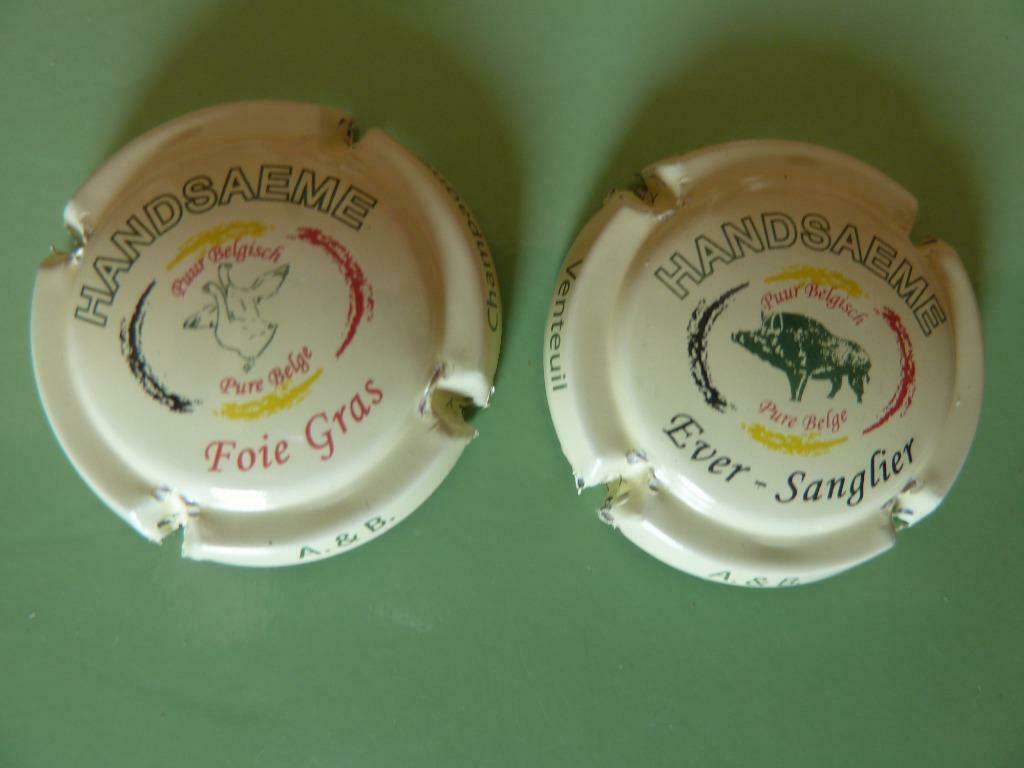 HANDSAEME
Puur Belgisch
Pure Belge
Foie Gras
A. & B.
HANDSAEME
Puur Belgisch
Pure Belge
Ever - Sanglier
Venteuil
A. & B.